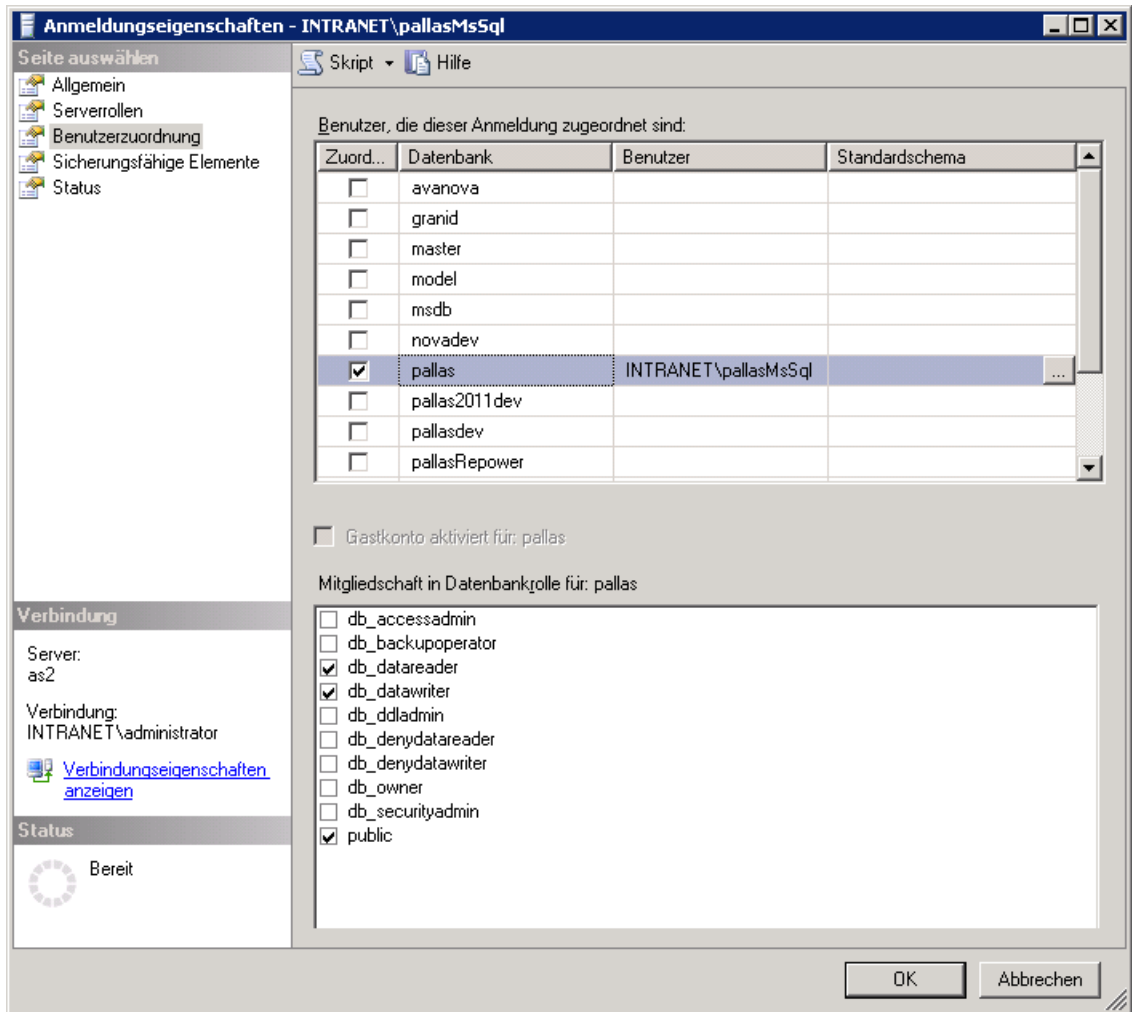 Anmeldungseigenschaften - INTRANET\pallasMsSql
Seite auswählen
Allgemein
Serverrollen
Benutzerzuordnung
Sicherungsfähige Elemente
Status
Skript Hilfe
Benutzer, die dieser Anmeldung zugeordnet sind:
Zuord... Datenbank Benutzer Standardschema
avanova
granid
master
model
msdb
novadev
pallas INTRANET\pallasMsSql ...
pallas2011dev
pallasdev
pallasRepower
Gastkonto aktiviert für: pallas
Mitgliedschaft in Datenbankrolle für: pallas
db_accessadmin
db_backupoperator
db_datareader
db_datawriter
db_ddladmin
db_denydatareader
db_denydatawriter
db_owner
db_securityadmin
public
Verbindung
Server:
as2
Verbindung:
INTRANET\administrator
Verbindungseigenschaften
anzeigen
Status
Bereit
OK Abbrechen